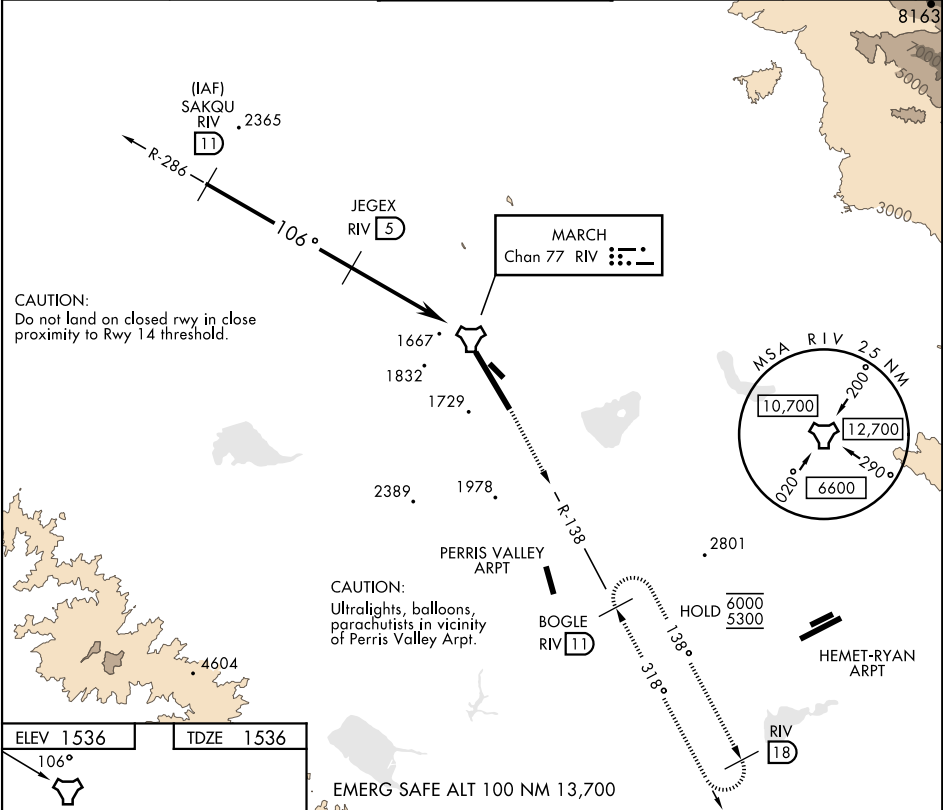 8163
7000
5000
3000
(IAF)
SAKQU
RIV
11
2365
R-286
106°
JEGEX
RIV 5
MARCH
Chan 77 RIV
CAUTION:
Do not land on closed rwy in close
proximity to Rwy 14 threshold.
1667
1832
1729
MSA RIV 25 NM
200°
10,700
12,700
290°
020°
6600
2389
1978
R-138
2801
PERRIS VALLEY
ARPT
CAUTION:
Ultralights, balloons,
parachutists in vicinity
of Perris Valley Arpt.
BOGLE
RIV 11
HOLD 6000
5300
138°
318°
HEMET-RYAN
ARPT
4604
RIV
18
ELEV 1536
TDZE 1536
106°
EMERG SAFE ALT 100 NM 13,700